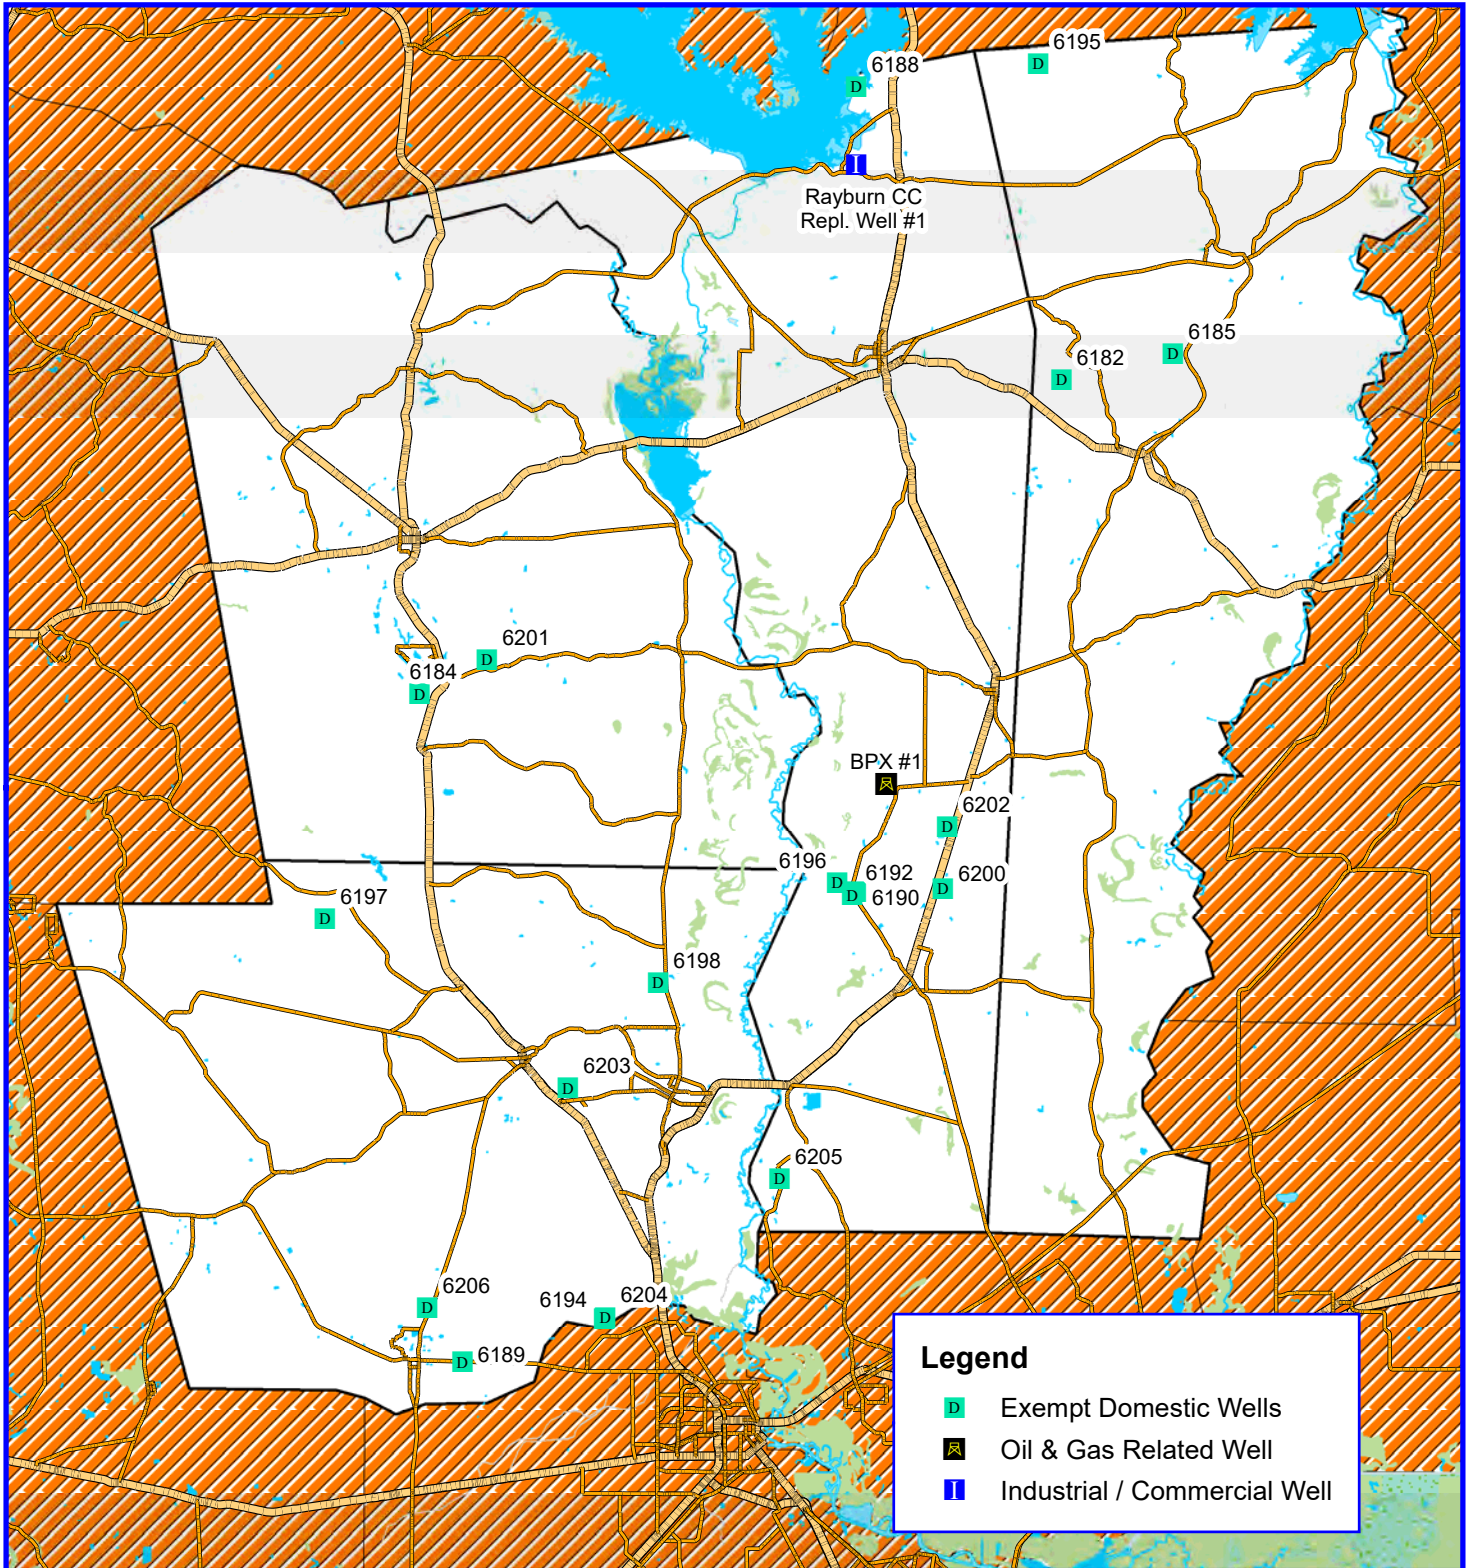 6195
6188
D
D
I
Rayburn CC
Repl. Well #1
6185
6182
D
D
6201
D
6184
D
BPX #1
6202
D
6196
6192
D
D
6190
6200
D
6197
D
6198
D
6203
D
6205
D
6206
D
6194
D
6204
6189
D
Legend
D Exempt Domestic Wells
Oil & Gas Related Well
I Industrial / Commercial Well